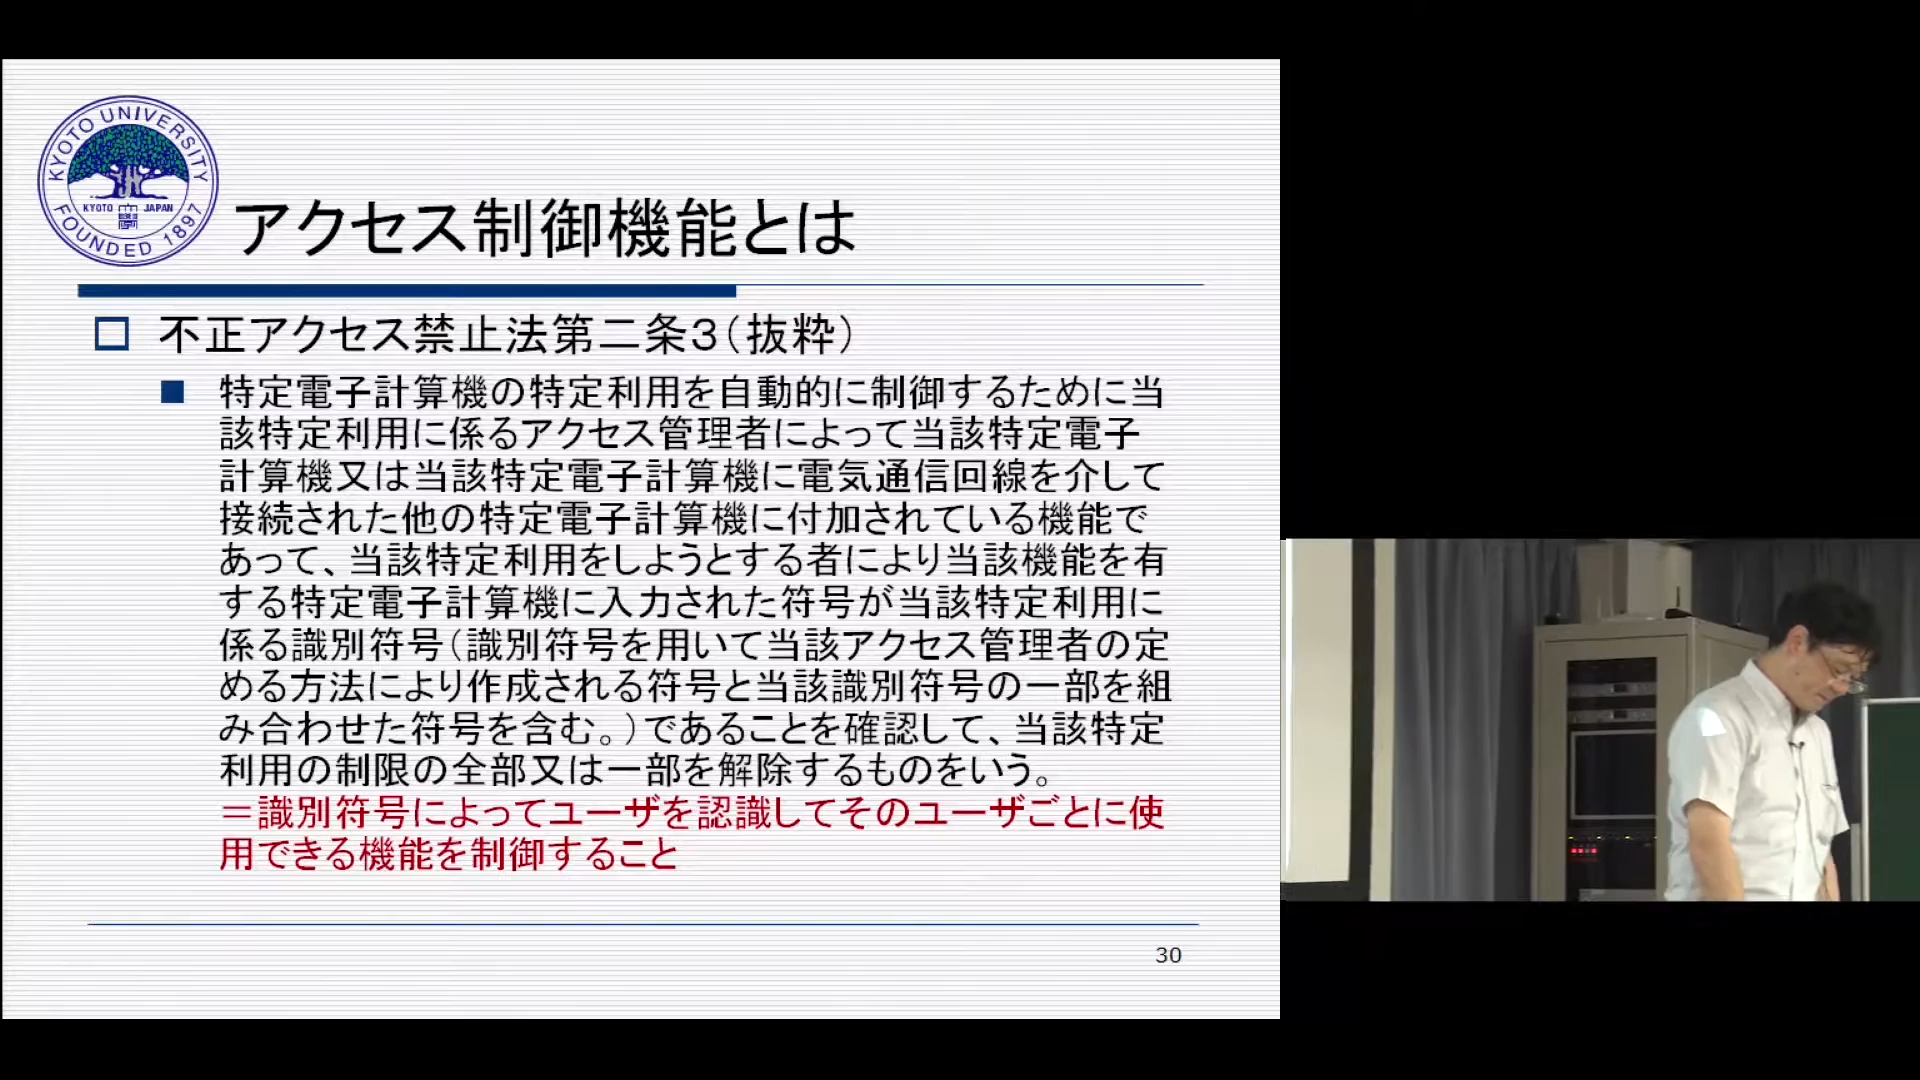 KYOTO UNIVERSITY
KYOTO JAPAN
FOUNDED 1897
アクセス制御機能とは
不正アクセス禁止法第二条3（抜粋）
特定電子計算機の特定利用を自動的に制御するために当
該特定利用に係るアクセス管理者によって当該特定電子
計算機又は当該特定電子計算機に電気通信回線を介して
接続された他の特定電子計算機に付加されている機能で
あって、当該特定利用をしようとする者により当該機能を有
する特定電子計算機に入力された符号が当該特定利用に
係る識別符号（識別符号を用いて当該アクセス管理者の定
める方法により作成される符号と当該識別符号の一部を組
み合わせた符号を含む。）であることを確認して、当該特定
利用の制限の全部又は一部を解除するものをいう。
＝識別符号によってユーザを認識してそのユーザごとに使
用できる機能を制御すること
30